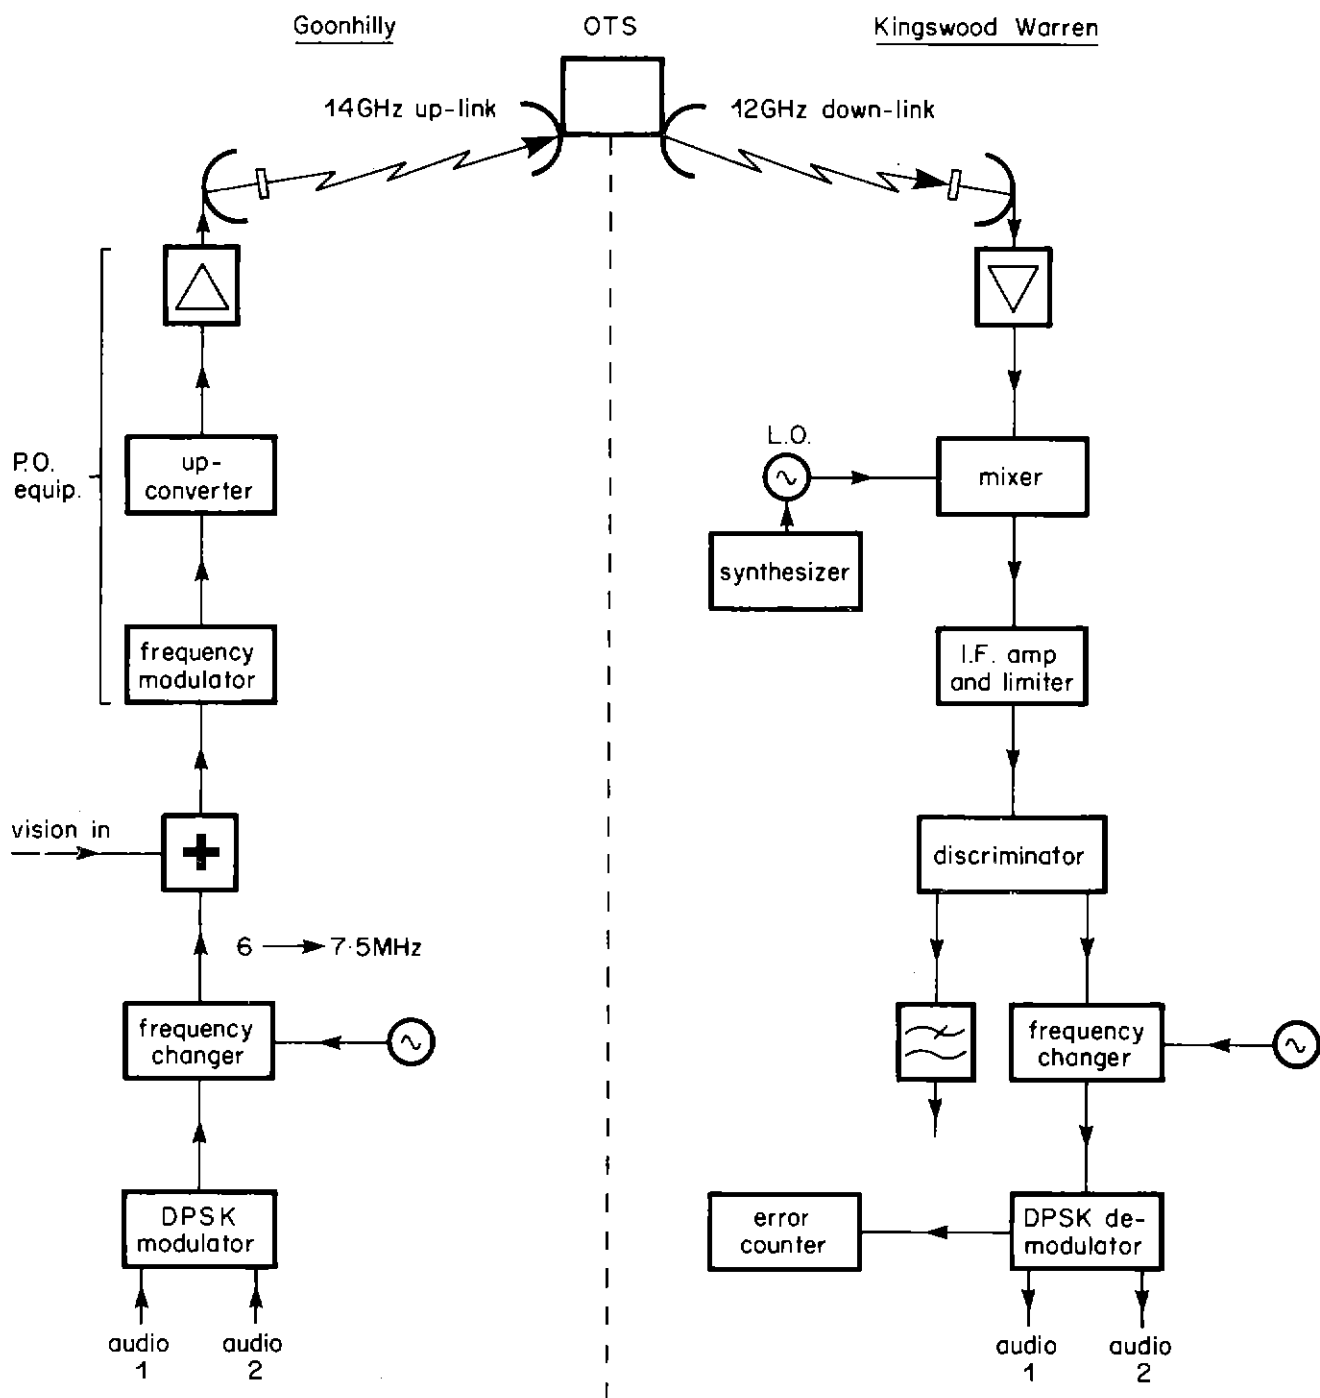 Goonhilly
OTS
Kingswood Warren
14GHz up-link
12GHz down-link
P.O.
equip.
up-
converter
frequency
modulator
vision in
+
6 → 7·5MHz
frequency
changer
DPSK
modulator
audio
1
audio
2
L.O.
mixer
synthesizer
I.F. amp
and limiter
discriminator
frequency
changer
error
counter
DPSK de-
modulator
audio
1
audio
2